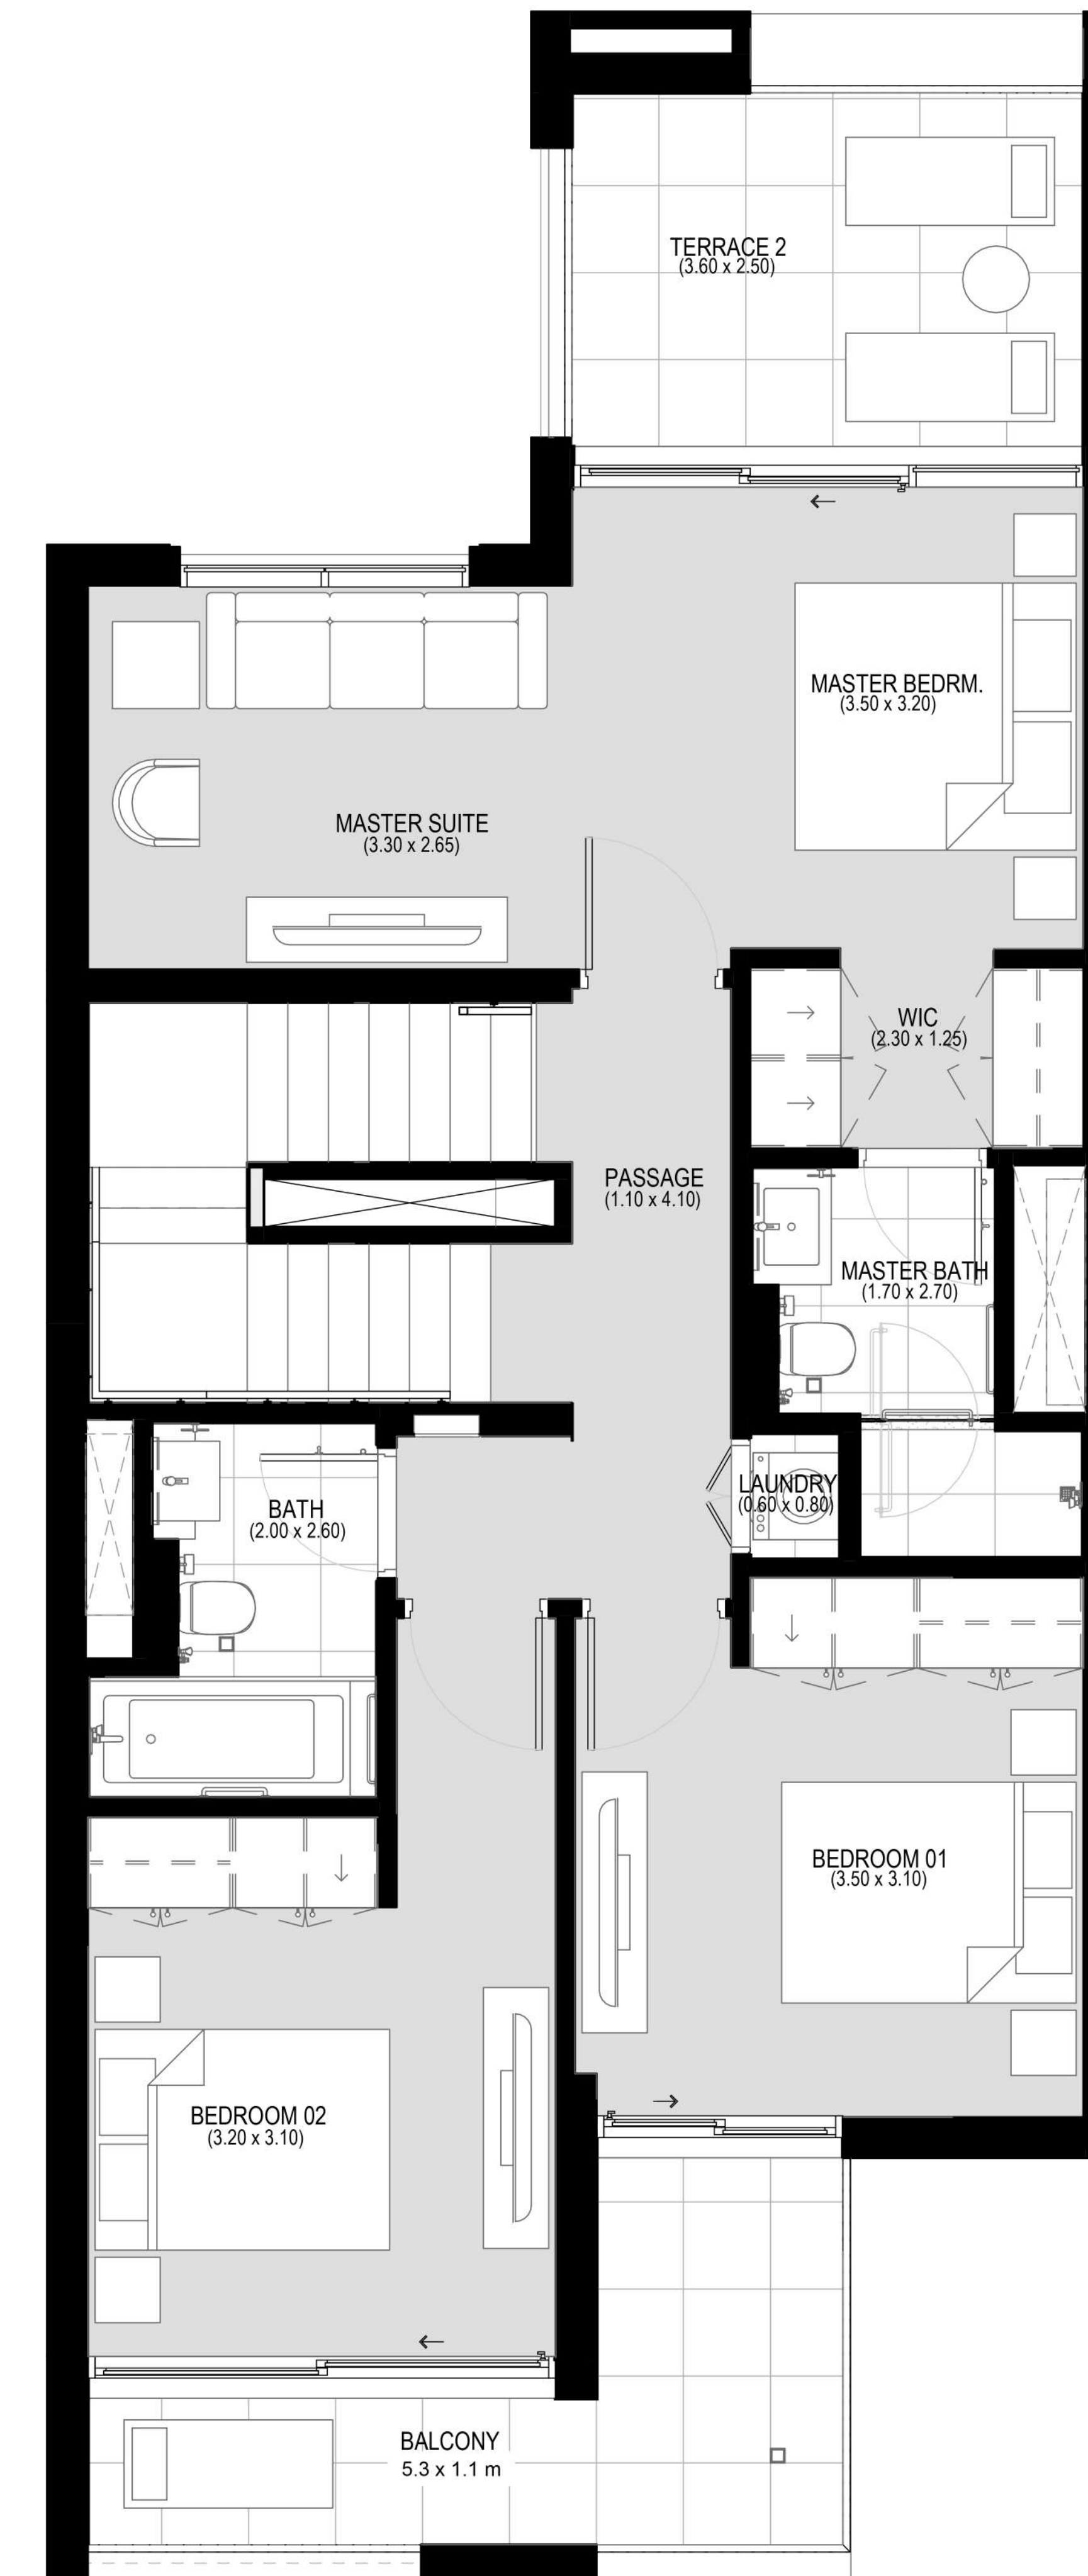 TERRACE 2
(3.60 x 2.50)
MASTER BEDRM.
(3.50 x 3.20)
MASTER SUITE
(3.30 x 2.65)
WIC
(2.30 x 1.25)
PASSAGE
(1.10 x 4.10)
MASTER BATH
(1.70 x 2.70)
LAUNDRY
(0.60 x 0.80)
BATH
(2.00 x 2.60)
BEDROOM 01
(3.50 x 3.10)
BEDROOM 02
(3.20 x 3.10)
BALCONY
5.3 x 1.1 m